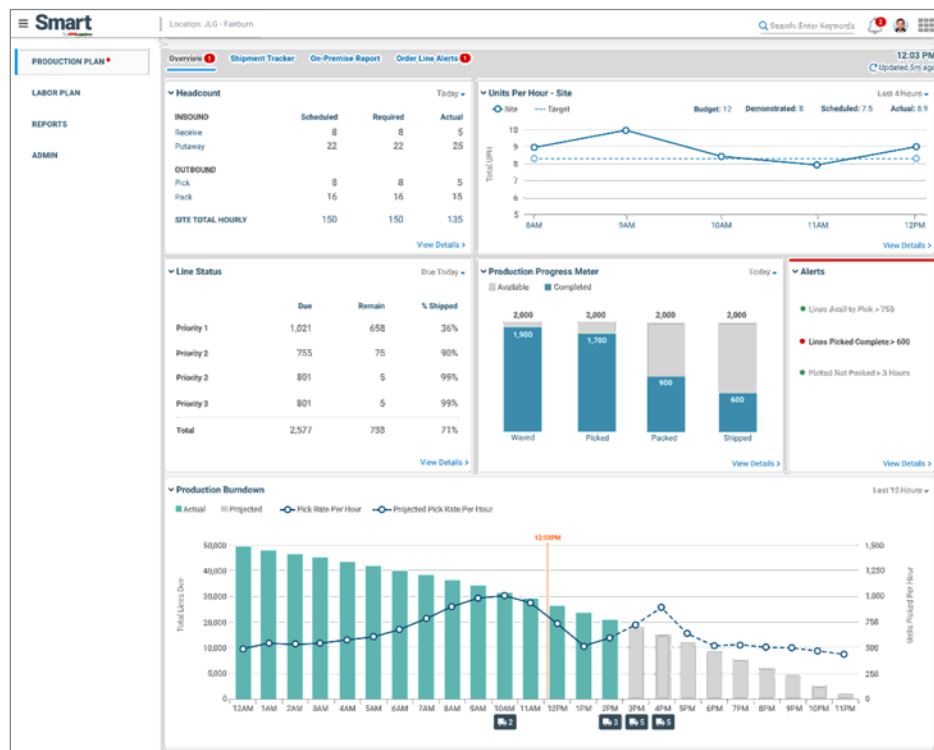 Smart
Location: JLG - Fairburn
Search: Enter Keywords
2
PRODUCTION PLAN
LABOR PLAN
REPORTS
ADMIN
Overview 1 Shipment Tracker On-Premise Report Order Line Alerts 1
12:03 PM
Updated 5m ago
Headcount Today
INBOUND Scheduled Required Actual
Receive 8 8 5
Putaway 22 22 25
OUTBOUND
Pick 8 8 5
Pack 16 16 15
SITE TOTAL HOURLY 150 150 135
View Details >
Units Per Hour - Site Last 4 Hours
Site Target Budget: 12 Demonstrated: 8 Scheduled: 7.5 Actual: 8.9
Total UPH
10
9
8
7
6
5
8AM 9AM 10AM 11AM 12PM
View Details >
Line Status Due Today
Due Remain % Shipped
Priority 1 1,021 658 36%
Priority 2 755 75 90%
Priority 3 801 5 99%
Priority 3 801 5 99%
Total 2,577 738 71%
View Details >
Production Progress Meter Today
Available Completed
2,000 2,000 2,000 2,000
1,900 1,700 900 600
Waved Picked Packed Shipped
View Details >
Alerts
Lines Avail to Pick > 750
Lines Picked Complete > 600
Picked Not Packed > 3 Hours
View Details >
Production Burndown Last 12 Hours
Actual Projected Pick Rate Per Hour Projected Pick Rate Per Hour
12:03PM
Total Lines Due
50,000 1,500
40,000 1,250
30,000 1,000
20,000 750
10,000 500
5,000 250
0 0
Units Picked Per Hour
12AM 1AM 2AM 3AM 4AM 5AM 6AM 7AM 8AM 9AM 10AM 11AM 12PM 1PM 2PM 3PM 4PM 5PM 6PM 7PM 8PM 9PM 10PM 11PM
2 3 5 5